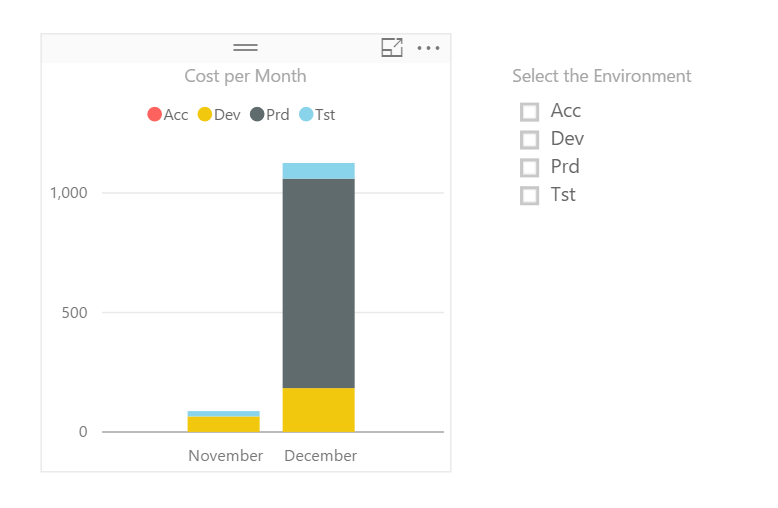 Cost per Month
Acc Dev Prd Tst
1,000
500
0
November December
Select the Environment
Acc
Dev
Prd
Tst